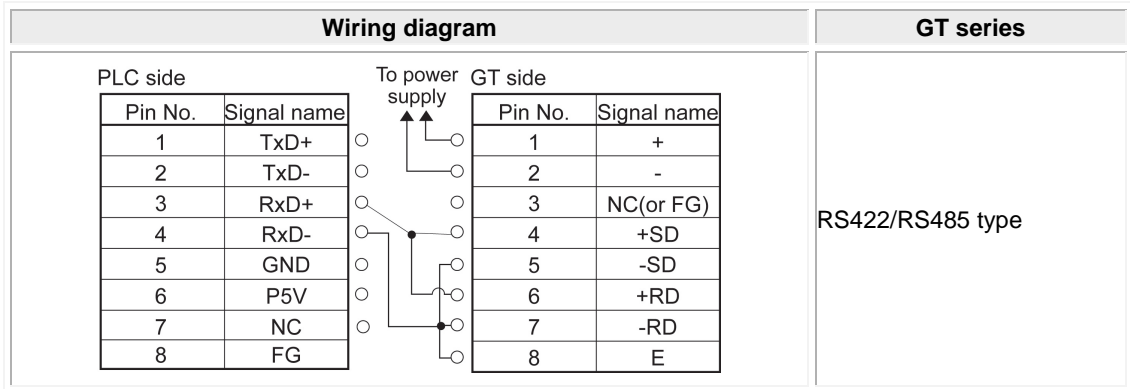 Wiring diagram GT series
PLC side To power supply GT side
Pin No. Signal name Pin No. Signal name
1 TxD+ 1 +
2 TxD- 2 -
3 RxD+ 3 NC(or FG)
4 RxD- 4 +SD
5 GND 5 -SD
6 P5V 6 +RD
7 NC 7 -RD
8 FG 8 E
RS422/RS485 type